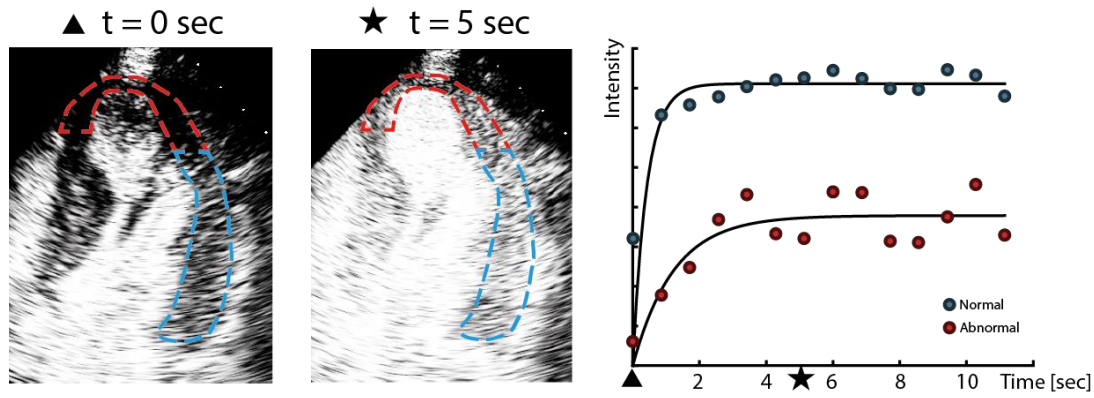 ▲ t = 0 sec
★ t = 5 sec
Intensity
Normal
Abnormal
2 4 6 8 10 Time [sec]